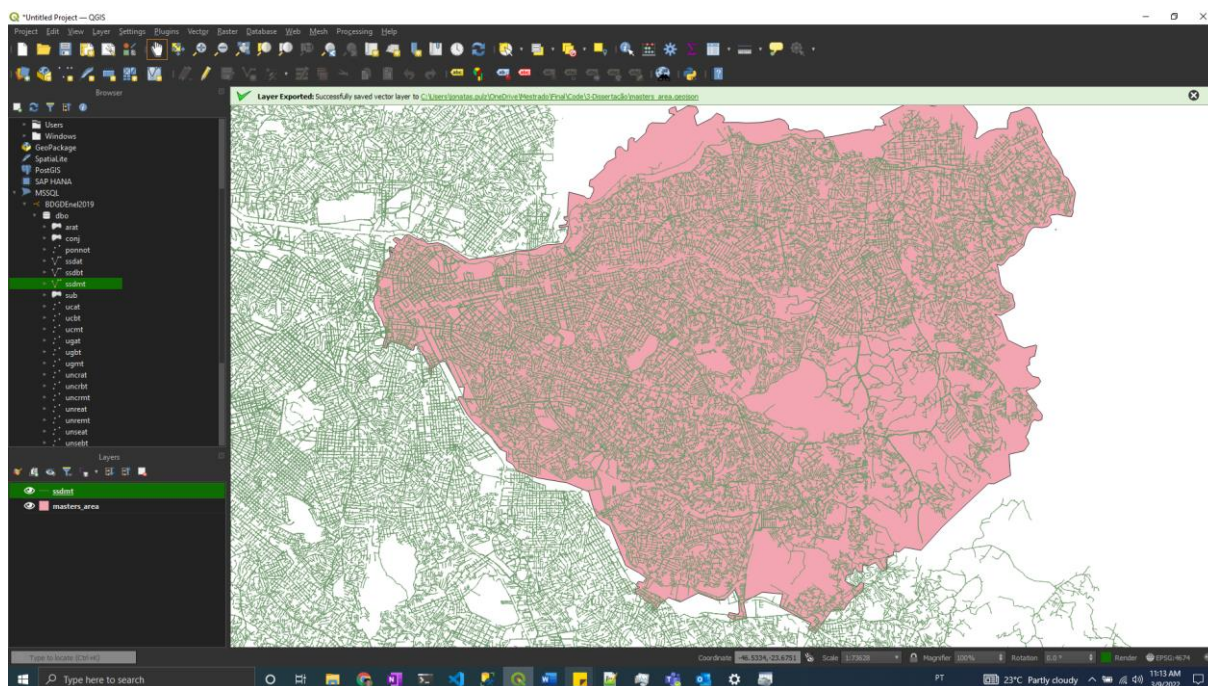 *Untitled Project — QGIS
Project Edit View Layer Settings Plugins Vector Raster Database Web Mesh Processing Help
Browser
Layer Exported: Successfully saved vector layer to C:\Users\jonatas.pulz\OneDrive\Mestrado\Final\Code\3-Dissertação\masters_area.geojson
Users
Windows
GeoPackage
SpatiaLite
PostGIS
SAP HANA
MSSQL
BDGDEnel2019
dbo
arat
conj
ponnot
ssdat
ssdbt
ssdmt
sub
ucat
ucbt
ucmt
ugat
ugbt
ugmt
uncrat
uncrbt
uncrmt
unreat
unremt
unseat
unsebt
Layers
ssdmt
masters_area
Type to locate (Ctrl+K)
Coordinate -46.5334,-23.6751 Scale 1:73628 Magnifier 100% Rotation 0.0 ° Render EPSG:4674
Type here to search
PT
23°C Partly cloudy
11:13 AM
3/9/2022